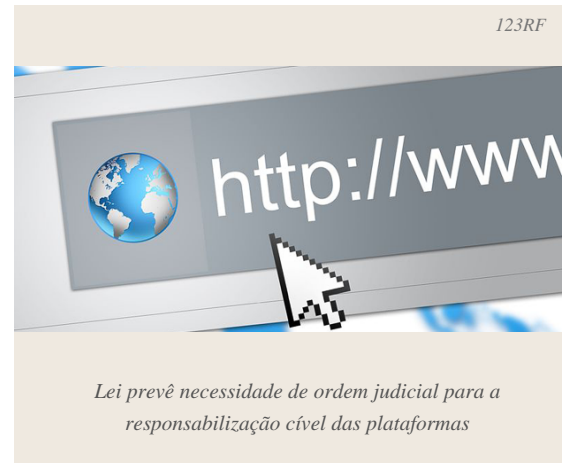 123RF
http://www
Lei prevê necessidade de ordem judicial para a
responsabilização cível das plataformas